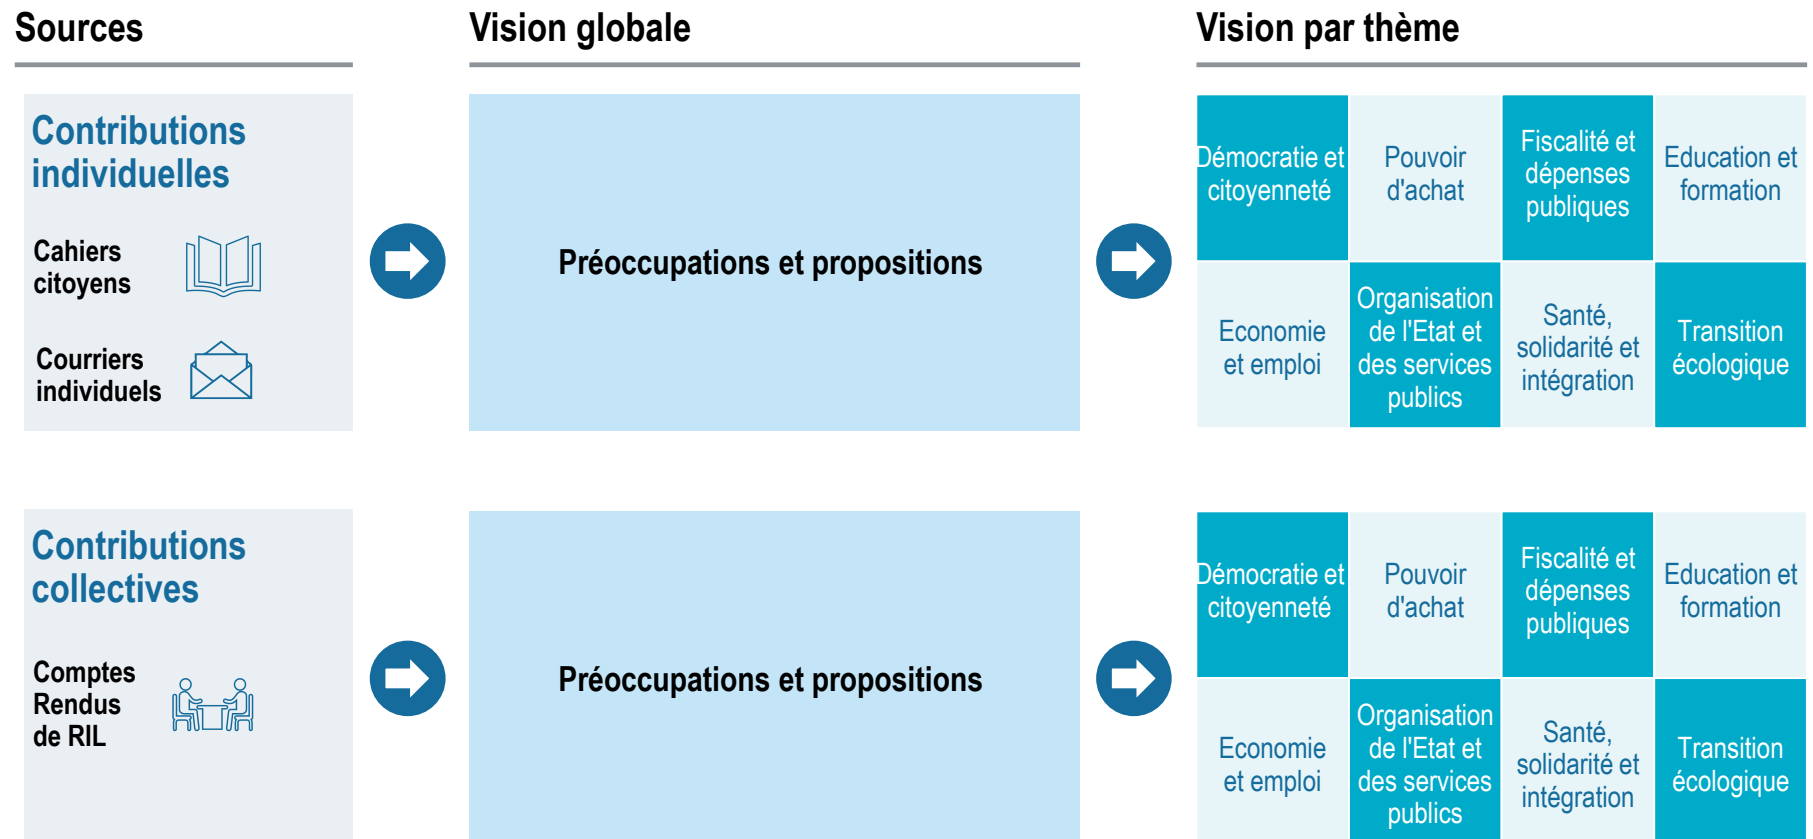 Sources
Vision globale
Vision par thème
Contributions
individuelles
Cahiers
citoyens
Courriers
individuels
Préoccupations et propositions
Démocratie et
citoyenneté
Pouvoir
d'achat
Fiscalité et
dépenses
publiques
Education et
formation
Economie
et emploi
Organisation
de l'Etat et
des services
publics
Santé,
solidarité et
intégration
Transition
écologique
Contributions
collectives
Comptes
Rendus
de RIL
Préoccupations et propositions
Démocratie et
citoyenneté
Pouvoir
d'achat
Fiscalité et
dépenses
publiques
Education et
formation
Economie
et emploi
Organisation
de l'Etat et
des services
publics
Santé,
solidarité et
intégration
Transition
écologique